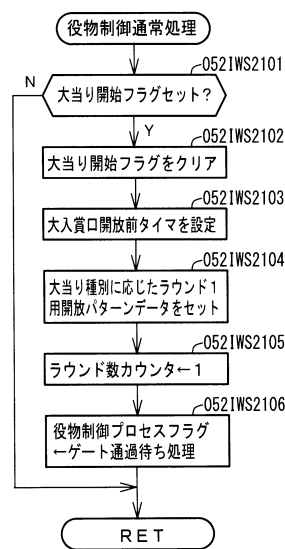 役物制御通常処理
052IWS2101
N
大当り開始フラグセット?
Y
052IWS2102
大当り開始フラグをクリア
052IWS2103
大入賞口開放前タイマを設定
052IWS2104
大当り種別に応じたラウンド1
用開放パターンデータをセット
052IWS2105
ラウンド数カウンタ←1
052IWS2106
役物制御プロセスフラグ
←ゲート通過待ち処理
RET